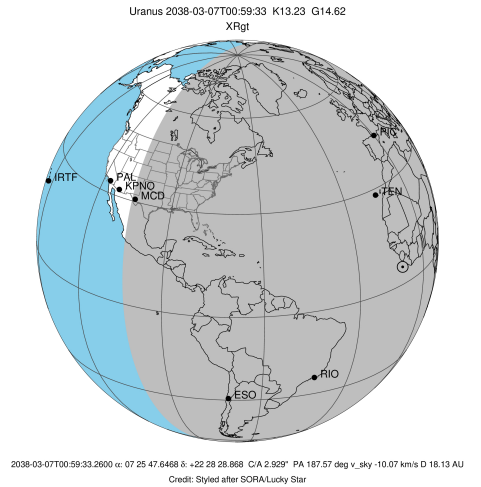 Uranus 2038-03-07T00:59:33 K13.23 G14.62
XRgt
PIC
IRTF
PAL
KPNO
MCD
TEN
RIO
ESO
2038-03-07T00:59:33.2600 α: 07 25 47.6468 δ: +22 28 28.868 C/A 2.929" PA 187.57 deg v_sky -10.07 km/s D 18.13 AU
Credit: Styled after SORA/Lucky Star